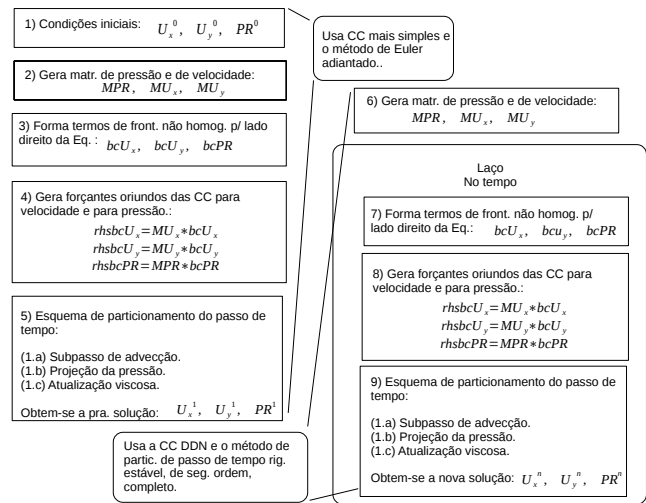 1) Condições iniciais: U_x^0, U_y^0, PR^0
2) Gera matr. de pressão e de velocidade:
MPR, MU_x, MU_y
3) Forma termos de front. não homog. p/ lado
direito da Eq. : bcU_x, bcU_y, bcPR
4) Gera forçantes oriundos das CC para
velocidade e para pressão.:
rhsbcU_x=MU_x*bcU_x
rhsbcU_y=MU_y*bcU_y
rhsbcPR=MPR*bcPR
5) Esquema de particionamento do passo de
tempo:
(1.a) Subpasso de advecção.
(1.b) Projeção da pressão.
(1.c) Atualização viscosa.
Obtem-se a pra. solução: U_x^1, U_y^1, PR^1
Usa CC mais simples e
o método de Euler
adiantado..
Usa a CC DDN e o método de
partic. de passo de tempo rig.
estável, de seg. ordem,
completo.
6) Gera matr. de pressão e de velocidade:
MPR, MU_x, MU_y
Laço
No tempo
7) Forma termos de front. não homog. p/
lado direito da Eq.: bcU_x, bcu_y, bcPR
8) Gera forçantes oriundos das CC para
velocidade e para pressão.:
rhsbcU_x=MU_x*bcU_x
rhsbcU_y=MU_y*bcU_y
rhsbcPR=MPR*bcPR
9) Esquema de particionamento do passo de
tempo:
(1.a) Subpasso de advecção.
(1.b) Projeção da pressão.
(1.c) Atualização viscosa.
Obtem-se a nova solução: U_x^n, U_y^n, PR^n